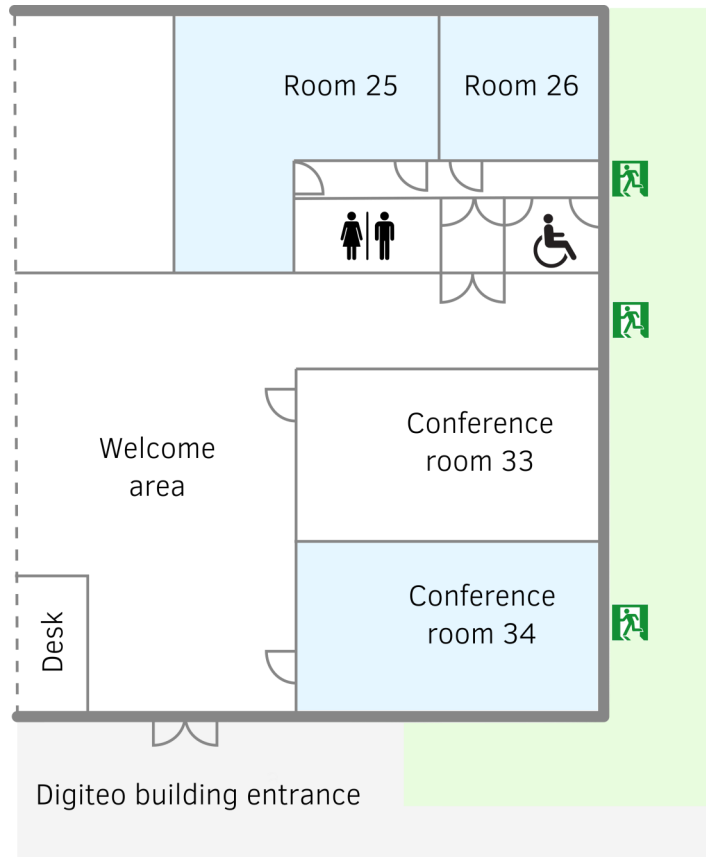 Room 25
Room 26
Conference
room 33
Welcome
area
Conference
room 34
Desk
Digiteo building entrance